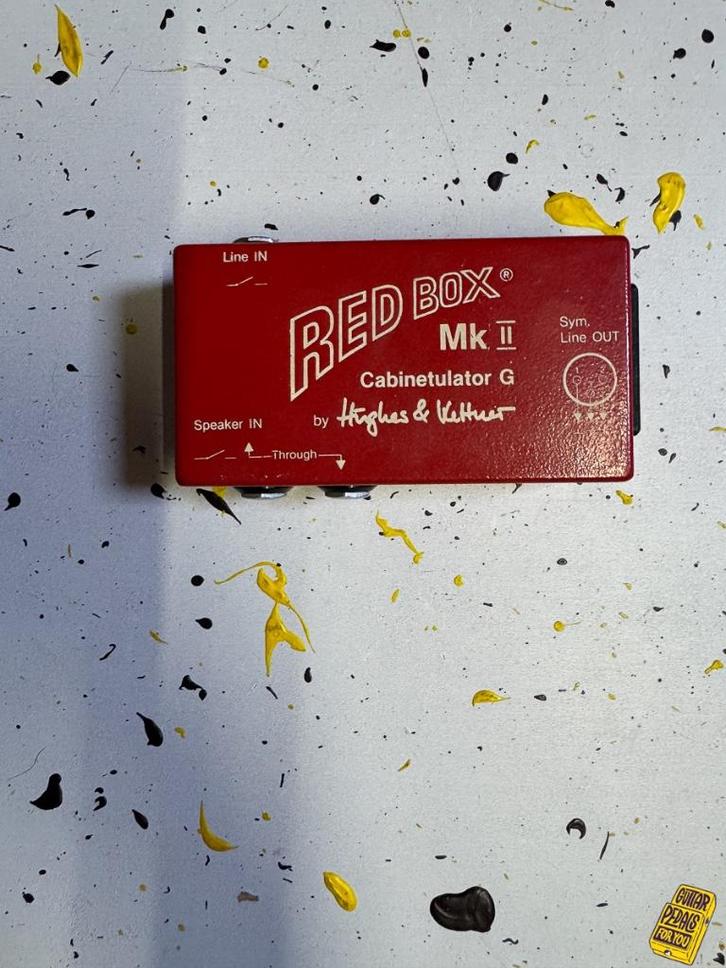 Line IN
RED BOX®
Mk II
Sym.
Line OUT
Cabinetulator G
Speaker IN
by Hughes & Kettner
Through
GUITAR
PEDALS
FOR YOU